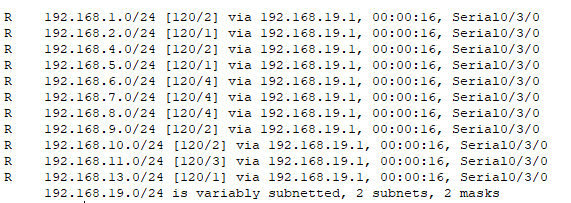 R    192.168.1.0/24 [120/2] via 192.168.19.1, 00:00:16, Serial0/3/0
R    192.168.2.0/24 [120/1] via 192.168.19.1, 00:00:16, Serial0/3/0
R    192.168.4.0/24 [120/2] via 192.168.19.1, 00:00:16, Serial0/3/0
R    192.168.5.0/24 [120/1] via 192.168.19.1, 00:00:16, Serial0/3/0
R    192.168.6.0/24 [120/4] via 192.168.19.1, 00:00:16, Serial0/3/0
R    192.168.7.0/24 [120/4] via 192.168.19.1, 00:00:16, Serial0/3/0
R    192.168.8.0/24 [120/4] via 192.168.19.1, 00:00:16, Serial0/3/0
R    192.168.9.0/24 [120/2] via 192.168.19.1, 00:00:16, Serial0/3/0
R    192.168.10.0/24 [120/2] via 192.168.19.1, 00:00:16, Serial0/3/0
R    192.168.11.0/24 [120/3] via 192.168.19.1, 00:00:16, Serial0/3/0
R    192.168.13.0/24 [120/1] via 192.168.19.1, 00:00:16, Serial0/3/0
     192.168.19.0/24 is variably subnetted, 2 subnets, 2 masks